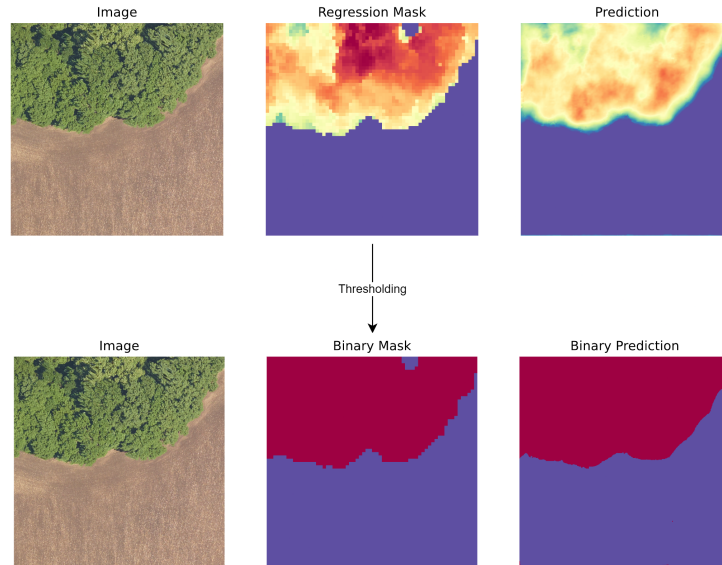 Image
Regression Mask
Prediction
Thresholding
Image
Binary Mask
Binary Prediction